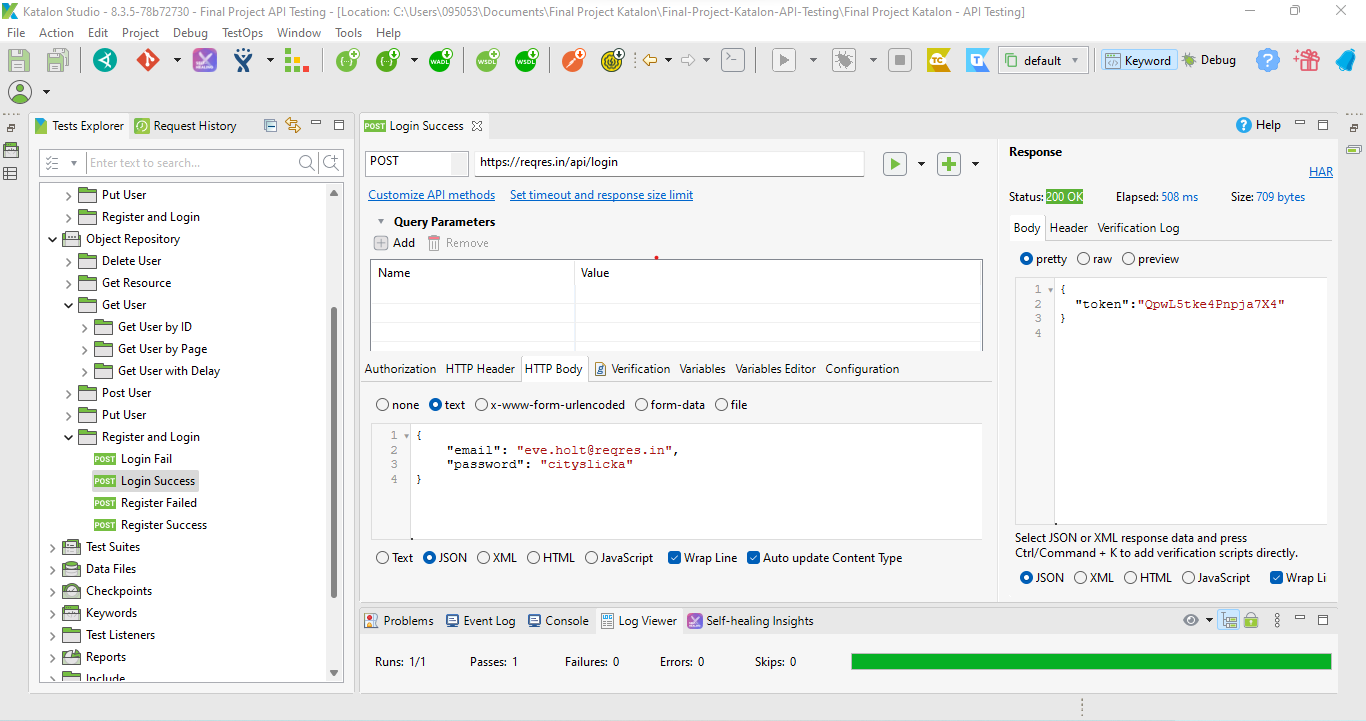 Katalon Studio - 8.3.5-78b72730 - Final Project API Testing - [Location: C:\Users\095053\Documents\Final Project Katalon\Final-Project-Katalon-API-Testing\Final Project Katalon - API Testing]
File Action Edit Project Debug TestOps Window Tools Help
WADL WSDL WSDL TC T default Keyword Debug
Tests Explorer Request History
Enter text to search...
Put User
Register and Login
Object Repository
Delete User
Get Resource
Get User
Get User by ID
Get User by Page
Get User with Delay
Post User
Put User
Register and Login
POST Login Fail
POST Login Success
POST Register Failed
POST Register Success
Test Suites
Data Files
Checkpoints
Keywords
Test Listeners
Reports
Include
POST Login Success
Help
POST https://reqres.in/api/login
Customize API methods Set timeout and response size limit
Query Parameters
Add Remove
Name Value
Authorization HTTP Header HTTP Body Verification Variables Variables Editor Configuration
none text x-www-form-urlencoded form-data file
1 {
2 "email": "eve.holt@reqres.in",
3 "password": "cityslicka"
4 }
Text JSON XML HTML JavaScript Wrap Line Auto update Content Type
Response
HAR
Status: 200 OK Elapsed: 508 ms Size: 709 bytes
Body Header Verification Log
pretty raw preview
1 {
2 "token":"QpwL5tke4Pnpja7X4"
3 }
4
Select JSON or XML response data and press
Ctrl/Command + K to add verification scripts directly.
JSON XML HTML JavaScript Wrap Li
Problems Event Log Console Log Viewer Self-healing Insights
Runs: 1/1 Passes: 1 Failures: 0 Errors: 0 Skips: 0